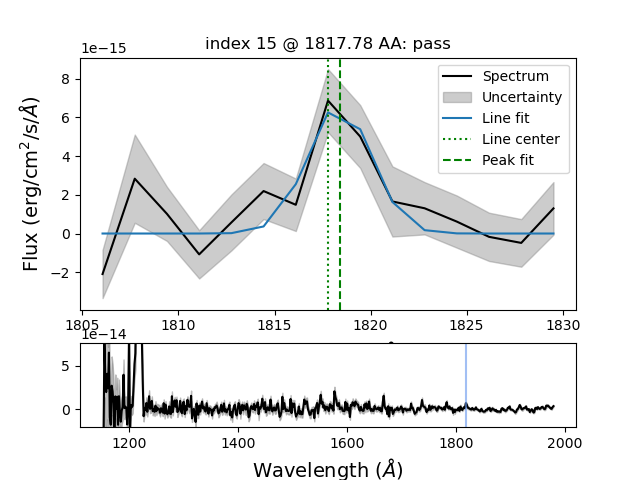 index 15 @ 1817.78 AA: pass
1e−15
Flux (erg/cm²/s/Å)
8
6
4
2
0
−2
Spectrum
Uncertainty
Line fit
Line center
Peak fit
1805 1810 1815 1820 1825 1830
1e−14
5
0
1200 1400 1600 1800 2000
Wavelength (Å)